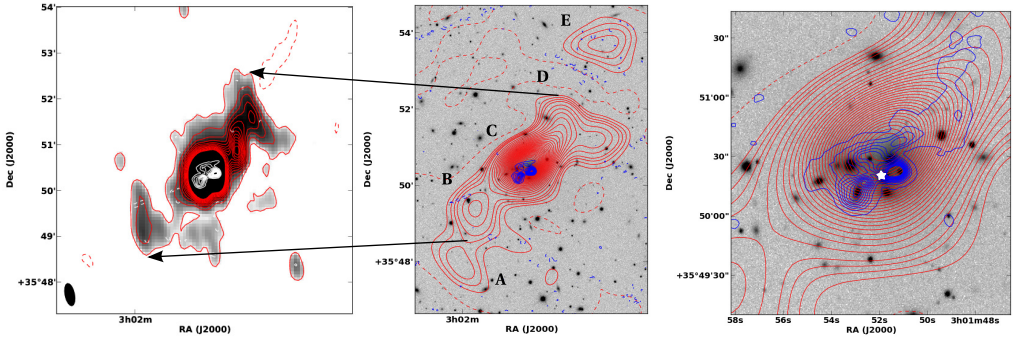 54'
53'
52'
51'
50'
49'
+35°48'
3h02m
RA (J2000)
Dec (J2000)
54'
52'
50'
+35°48'
3h02m
RA (J2000)
Dec (J2000)
E
D
C
B
A
30"
+51'00"
30"
+50'00"
+35°49'30"
58s 56s 54s 52s 50s 3h01m48s
RA (J2000)
Dec (J2000)